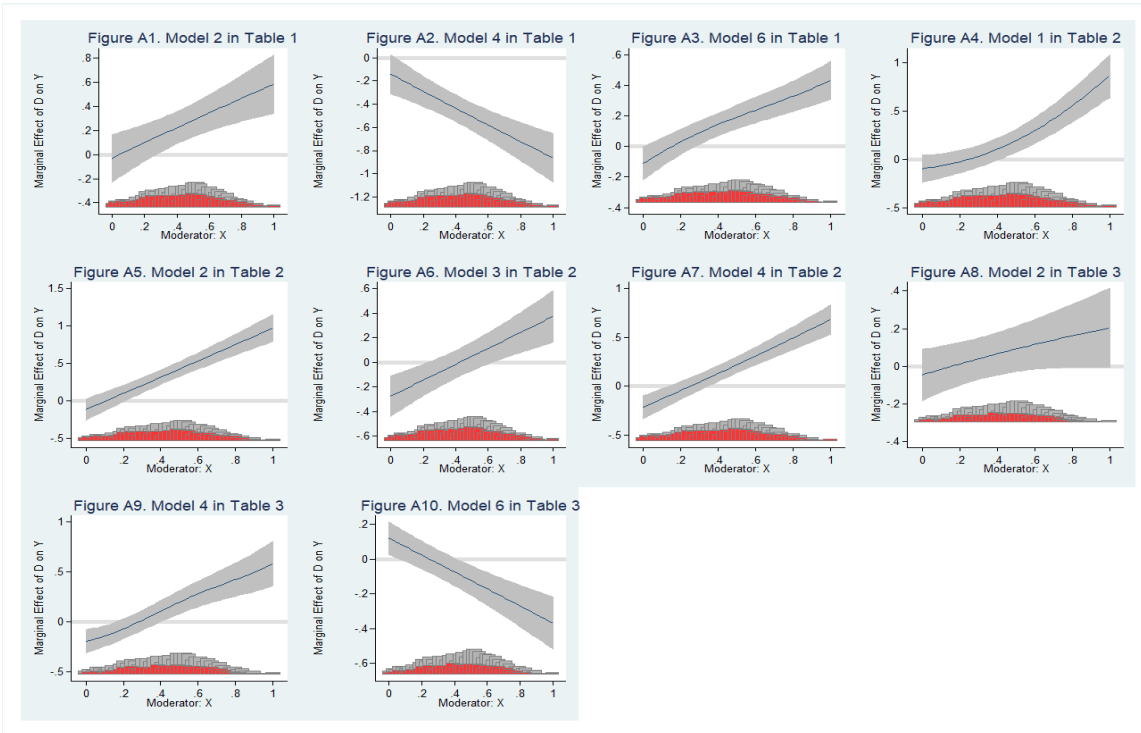 Figure A1. Model 2 in Table 1
Marginal Effect of D on Y
.8
.6
.4
.2
0
-.2
-.4
0 .2 .4 .6 .8 1
Moderator: X
Figure A2. Model 4 in Table 1
Marginal Effect of D on Y
0
-.2
-.4
-.6
-.8
-1
-1.2
0 .2 .4 .6 .8 1
Moderator: X
Figure A3. Model 6 in Table 1
Marginal Effect of D on Y
.6
.4
.2
0
-.2
-.4
0 .2 .4 .6 .8 1
Moderator: X
Figure A4. Model 1 in Table 2
Marginal Effect of D on Y
1
.5
0
-.5
0 .2 .4 .6 .8 1
Moderator: X
Figure A5. Model 2 in Table 2
Marginal Effect of D on Y
1.5
1
.5
0
-.5
0 .2 .4 .6 .8 1
Moderator: X
Figure A6. Model 3 in Table 2
Marginal Effect of D on Y
.6
.4
.2
0
-.2
-.4
-.6
0 .2 .4 .6 .8 1
Moderator: X
Figure A7. Model 4 in Table 2
Marginal Effect of D on Y
1
.5
0
-.5
0 .2 .4 .6 .8 1
Moderator: X
Figure A8. Model 2 in Table 3
Marginal Effect of D on Y
.4
.2
0
-.2
-.4
0 .2 .4 .6 .8 1
Moderator: X
Figure A9. Model 4 in Table 3
Marginal Effect of D on Y
1
.5
0
-.5
0 .2 .4 .6 .8 1
Moderator: X
Figure A10. Model 6 in Table 3
Marginal Effect of D on Y
.2
0
-.2
-.4
-.6
0 .2 .4 .6 .8 1
Moderator: X